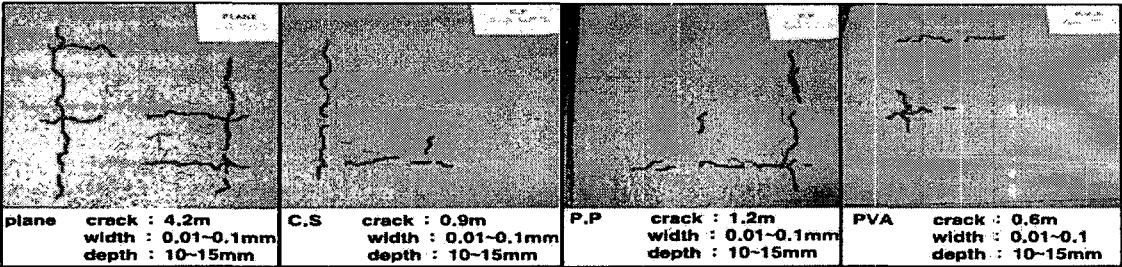 PLANE
plane crack : 4.2m
width : 0.01~0.1mm
depth : 10~15mm
C.S crack : 0.9m
width : 0.01~0.1mm
depth : 10~15mm
P.P
P.P crack : 1.2m
width : 0.01~0.1mm
depth : 10~15mm
PVA crack : 0.6m
width : 0.01~0.1
depth : 10~15mm